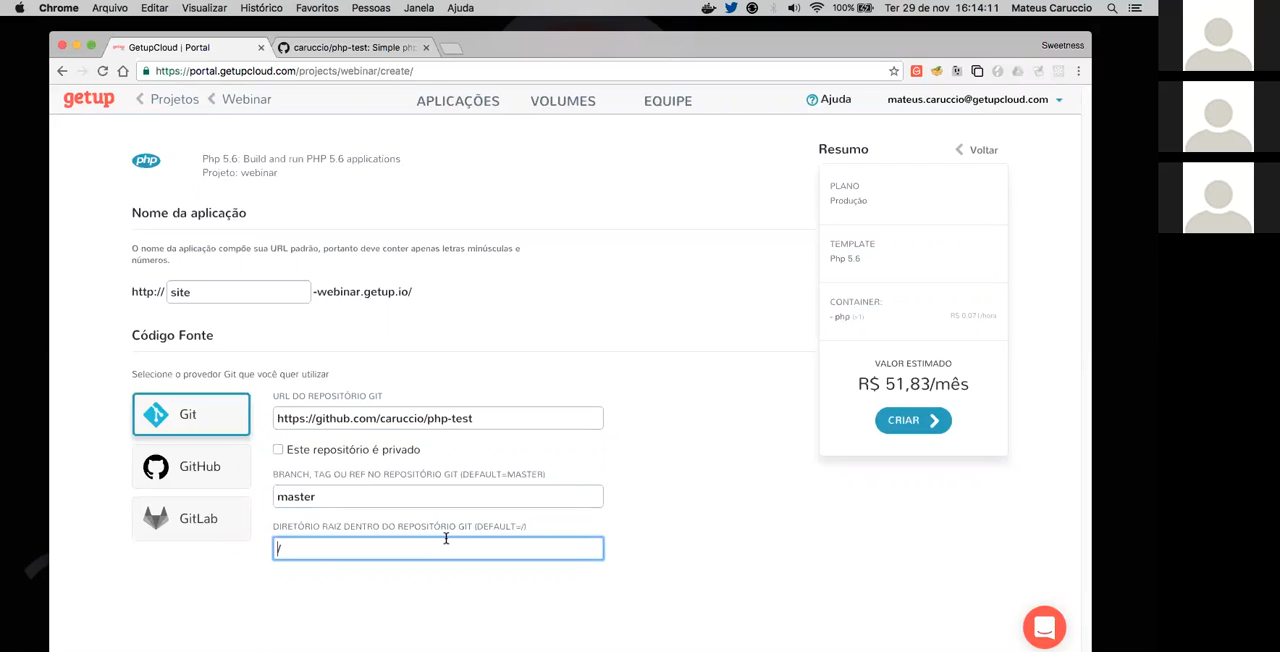 Chrome Arquivo Editar Visualizar Histórico Favoritos Pessoas Janela Ajuda 100% Ter 29 de nov 16:14:11 Mateus Caruccio
GetupCloud | Portal caruccio/php-test: Simple php Sweetness
https://portal.getupcloud.com/projects/webinar/create/
getup Projetos Webinar APLICAÇÕES VOLUMES EQUIPE Ajuda mateus.caruccio@getupcloud.com
php Php 5.6: Build and run PHP 5.6 applications
Projeto: webinar
Nome da aplicação
O nome da aplicação compõe sua URL padrão, portanto deve conter apenas letras minúsculas e
números.
http:// site -webinar.getup.io/
Código Fonte
Selecione o provedor Git que você quer utilizar
Git
GitHub
GitLab
URL DO REPOSITÓRIO GIT
https://github.com/caruccio/php-test
Este repositório é privado
BRANCH, TAG OU REF NO REPOSITÓRIO GIT (DEFAULT=MASTER)
master
DIRETÓRIO RAIZ DENTRO DO REPOSITÓRIO GIT (DEFAULT=/)
/
Resumo Voltar
PLANO
Produção
TEMPLATE
Php 5.6
CONTAINER:
- php (x1) R$ 0.071/hora
VALOR ESTIMADO
R$ 51,83/mês
CRIAR